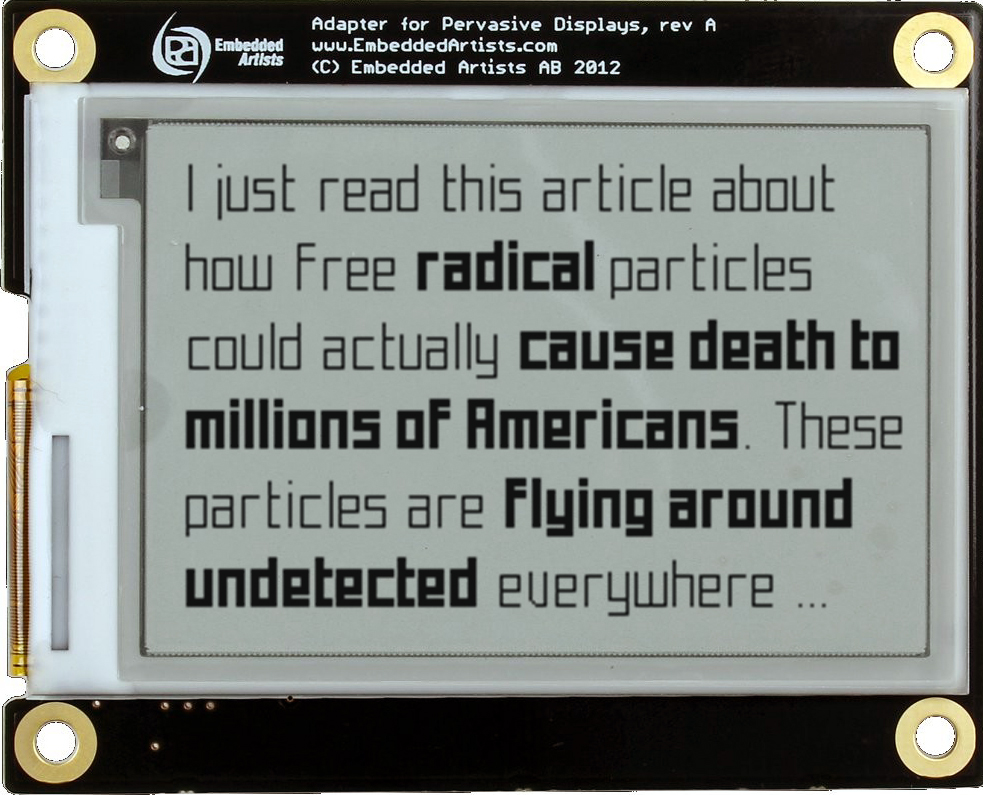 Adapter for Pervasive Displays, rev A
www.EmbeddedArtists.com
(C) Embedded Artists AB 2012
Embedded
Artists
I just read this article about
how free radical particles
could actually cause death to
millions of Americans. These
particles are flying around
undetected everywhere ...